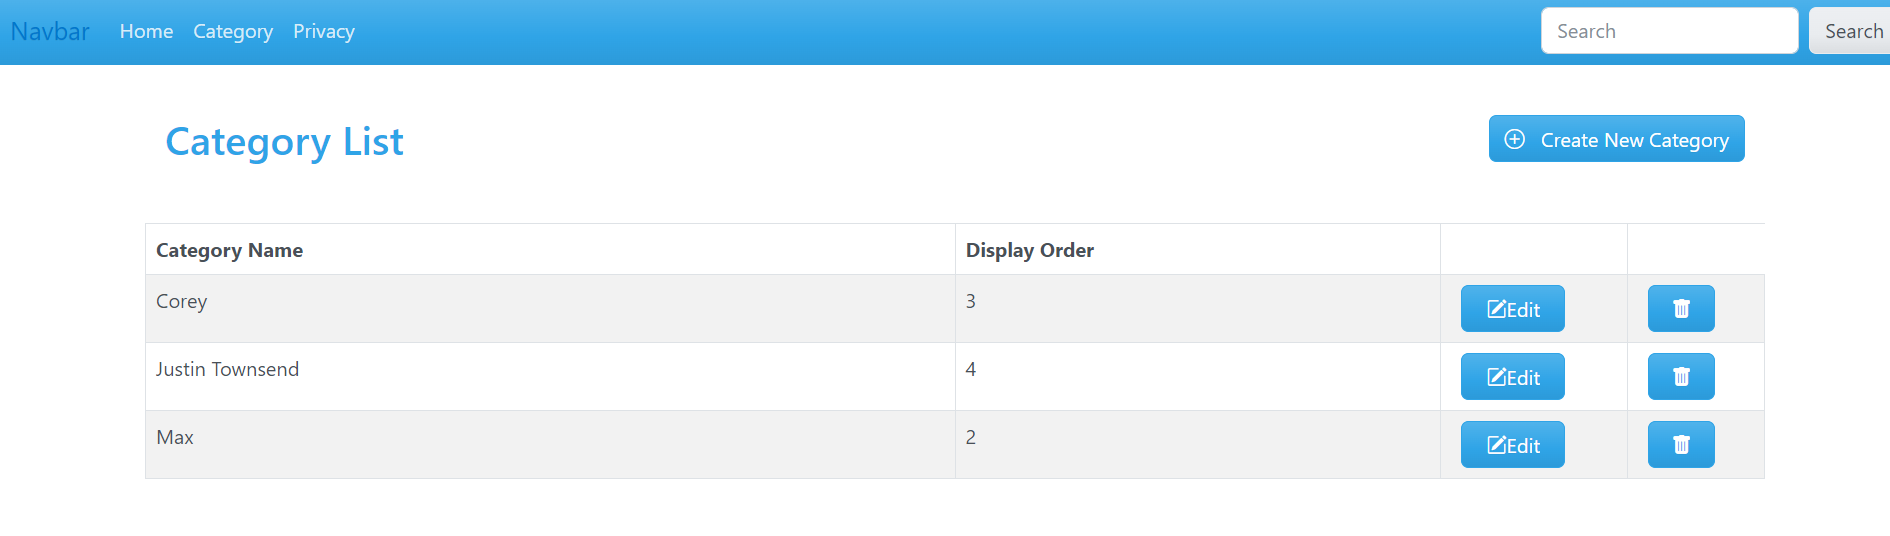 Navbar Home Category Privacy Search Search
Category List Create New Category
Category Name Display Order
Corey 3 Edit
Justin Townsend 4 Edit
Max 2 Edit